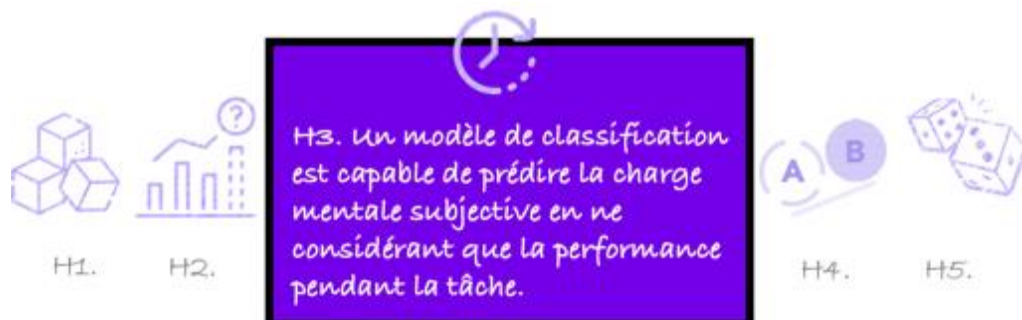 ?
H3. Un modèle de classification
est capable de prédire la charge
mentale subjective en ne
considérant que la performance
pendant la tâche.
A B
H1. H2. H4. H5.